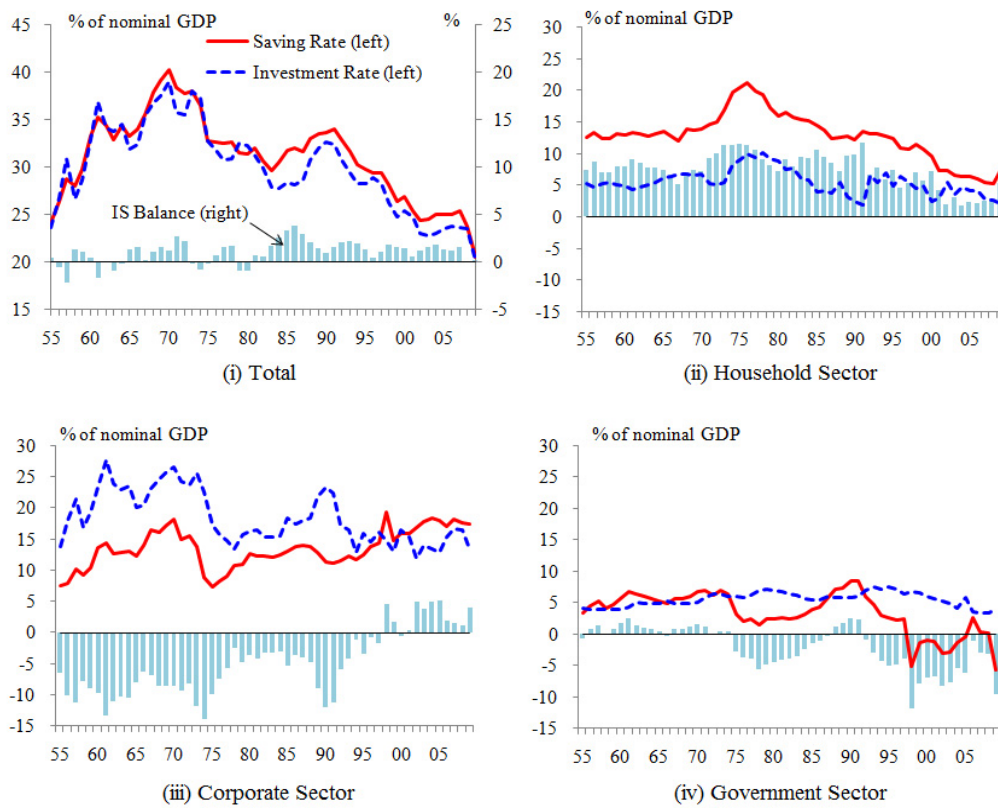 % of nominal GDP %
45 25
Saving Rate (left)
Investment Rate (left)
40 20
35 15
30 10
25 5
IS Balance (right)
20 0
15 -5
55 60 65 70 75 80 85 90 95 00 05
(i) Total
% of nominal GDP
30
25
20
15
10
5
0
-5
-10
-15
55 60 65 70 75 80 85 90 95 00 05
(ii) Household Sector
% of nominal GDP
30
25
20
15
10
5
0
-5
-10
-15
55 60 65 70 75 80 85 90 95 00 05
(iii) Corporate Sector
% of nominal GDP
30
25
20
15
10
5
0
-5
-10
-15
55 60 65 70 75 80 85 90 95 00 05
(iv) Government Sector